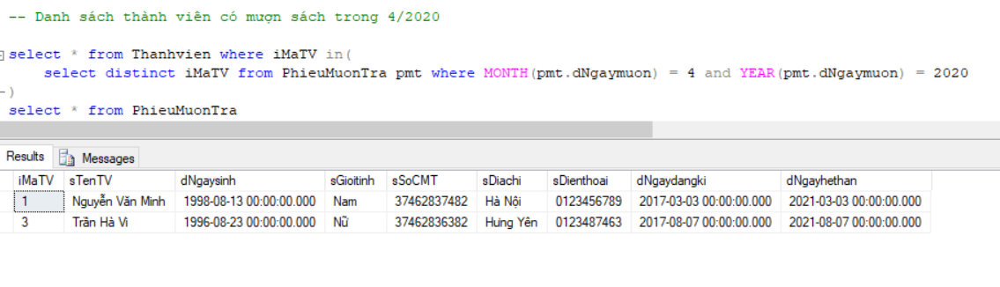 -- Danh sách thành viên có mượn sách trong 4/2020
select * from Thanhvien where iMaTV in(
select distinct iMaTV from PhieuMuonTra pmt where MONTH(pmt.dNgaymuon) = 4 and YEAR(pmt.dNgaymuon) = 2020
)
select * from PhieuMuonTra
Results Messages
iMaTV sTenTV dNgaysinh sGioitinh sSoCMT sDiachi sDienthoai dNgaydangki dNgayhethan
1 Nguyễn Văn Minh 1998-08-13 00:00:00.000 Nam 37462837482 Hà Nội 0123456789 2017-03-03 00:00:00.000 2021-03-03 00:00:00.000
3 Trần Hà Vi 1996-08-23 00:00:00.000 Nữ 37462836382 Hưng Yên 0123487463 2017-08-07 00:00:00.000 2021-08-07 00:00:00.000